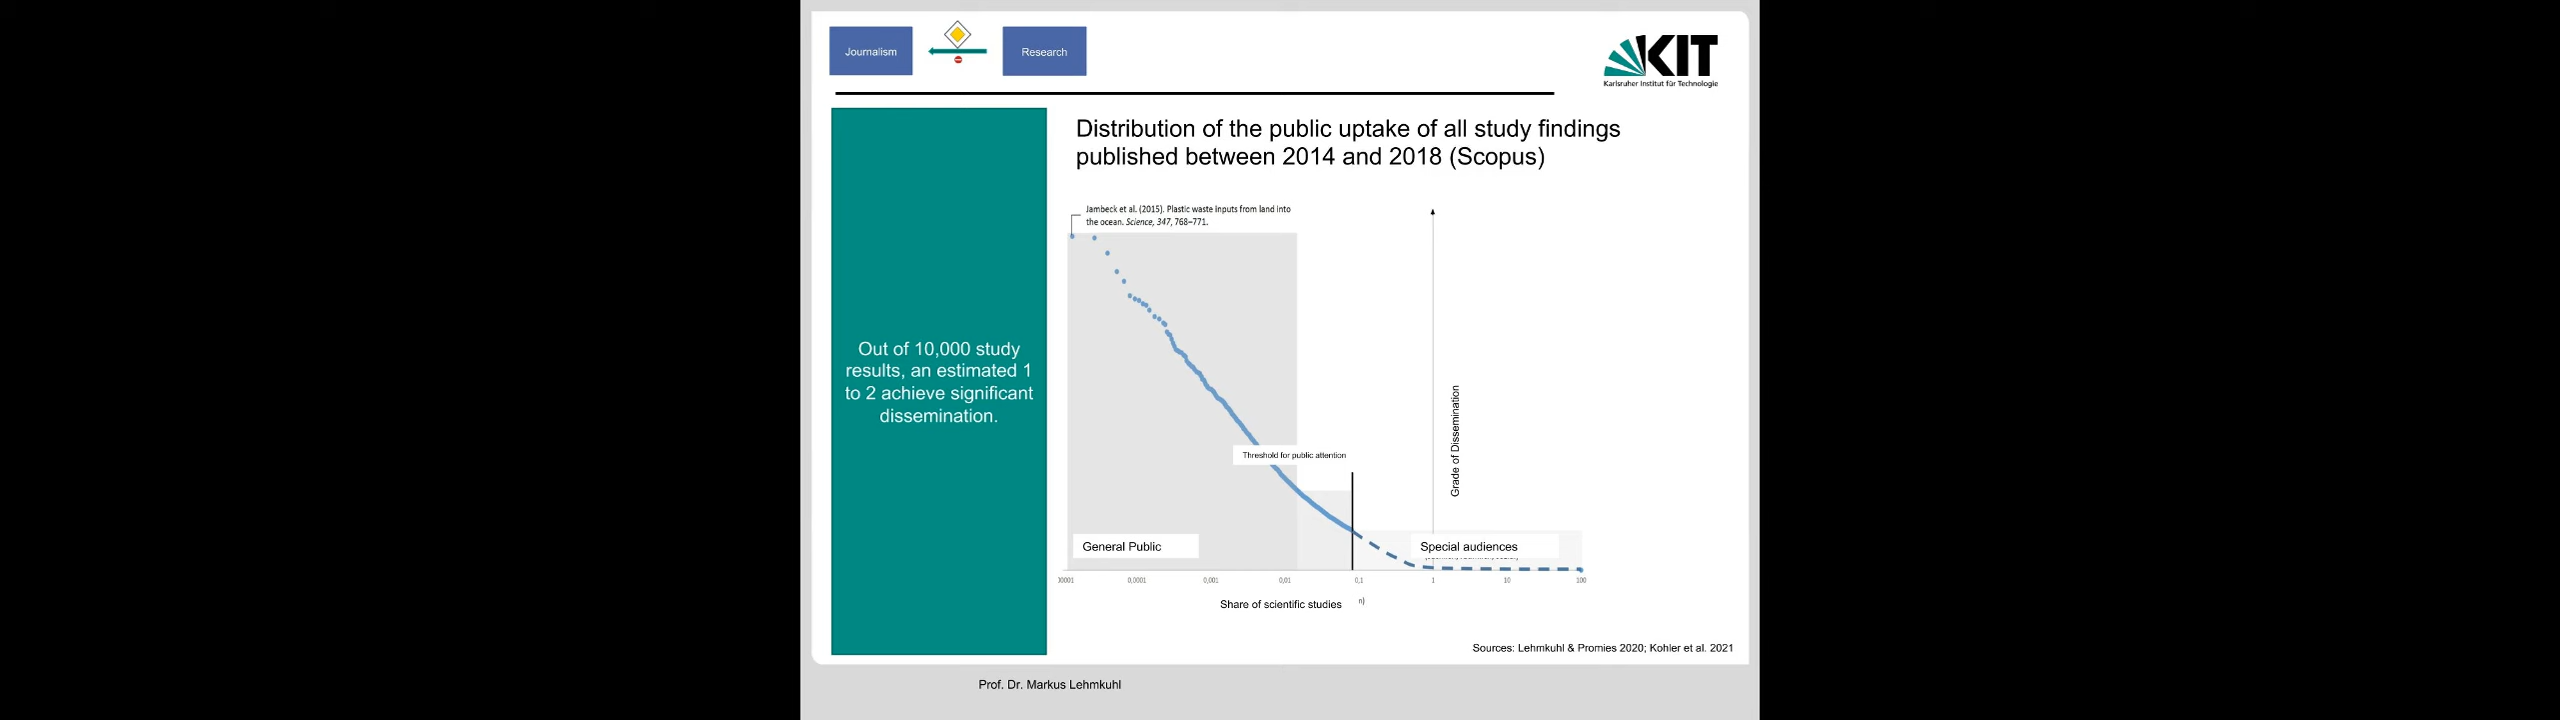 Journalism
Research
KIT
Karlsruher Institut für Technologie
Distribution of the public uptake of all study findings
published between 2014 and 2018 (Scopus)
Out of 10,000 study
results, an estimated 1
to 2 achieve significant
dissemination.
Jambeck et al. (2015). Plastic waste inputs from land into
the ocean. Science, 347, 768–771.
Threshold for public attention
Grade of Dissemination
General Public
Special audiences
00001 0,0001 0,001 0,01 0,1 1 10 100
Share of scientific studies n)
Sources: Lehmkuhl & Promies 2020; Kohler et al. 2021
Prof. Dr. Markus Lehmkuhl